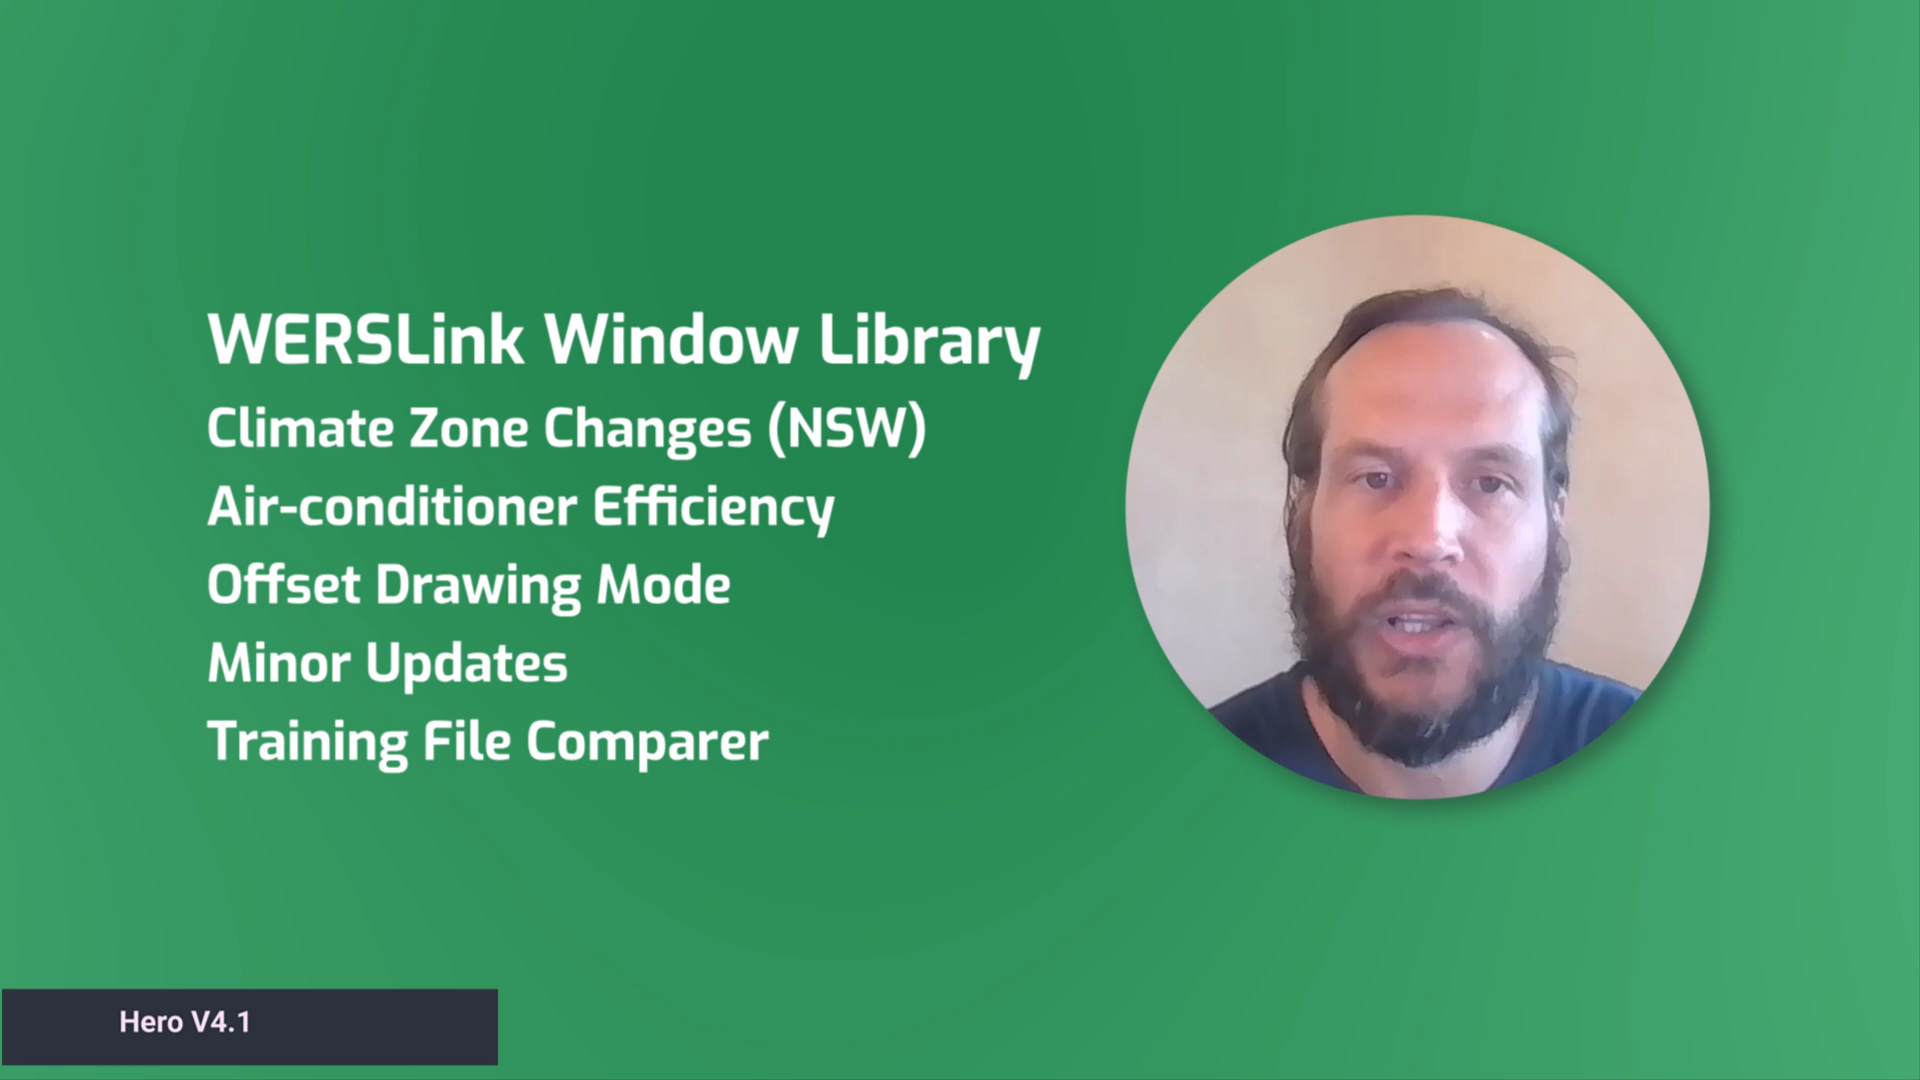 WERSLink Window Library
Climate Zone Changes (NSW)
Air-conditioner Efficiency
Offset Drawing Mode
Minor Updates
Training File Comparer
Hero V4.1